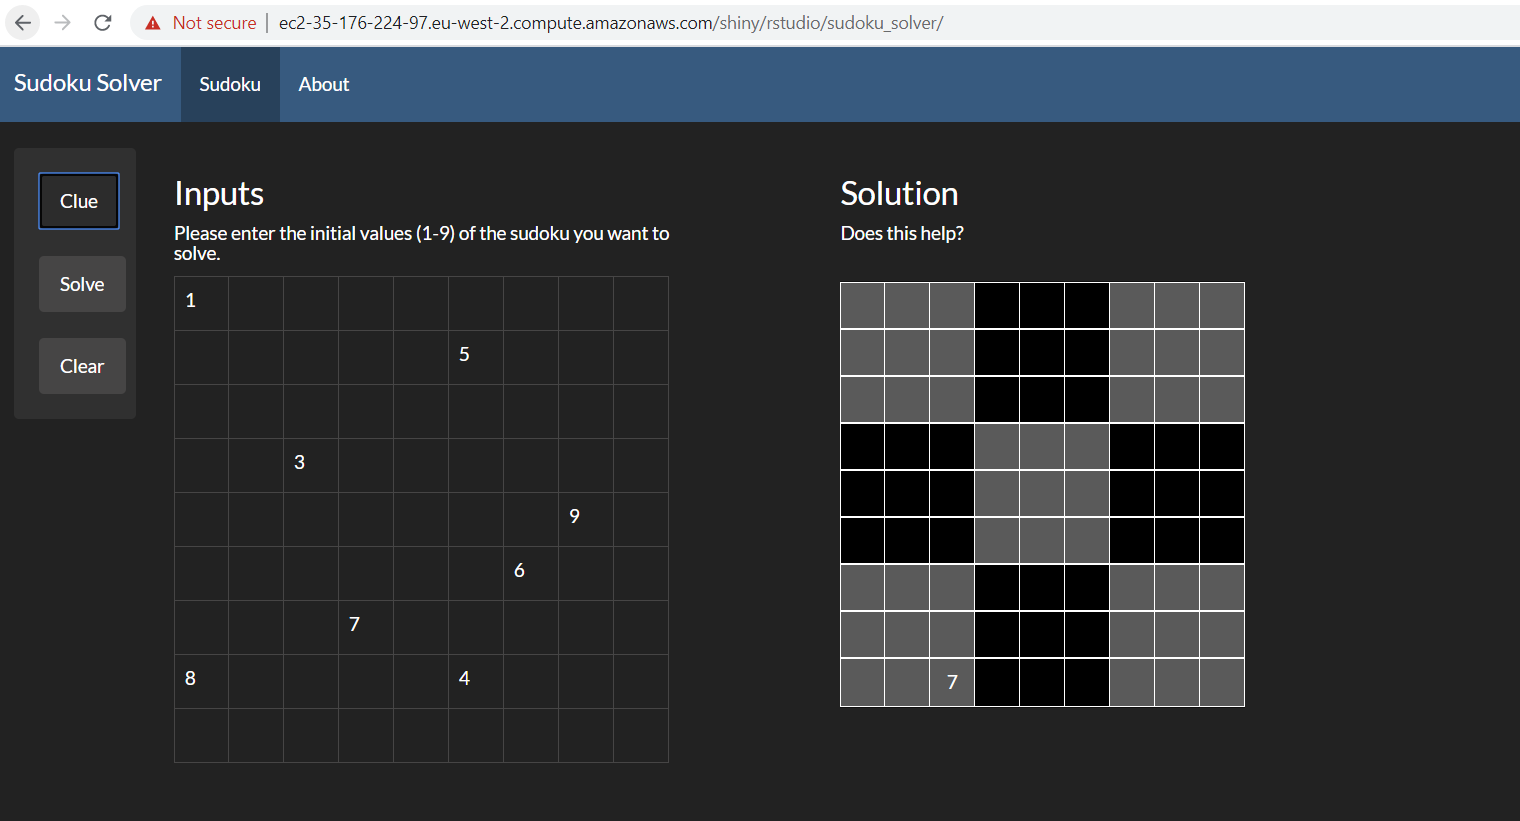 Not secure | ec2-35-176-224-97.eu-west-2.compute.amazonaws.com/shiny/rstudio/sudoku_solver/
Sudoku Solver Sudoku About
Clue
Solve
Clear
Inputs
Please enter the initial values (1-9) of the sudoku you want to
solve.
1
5
3
9
6
7
8 4
Solution
Does this help?
7